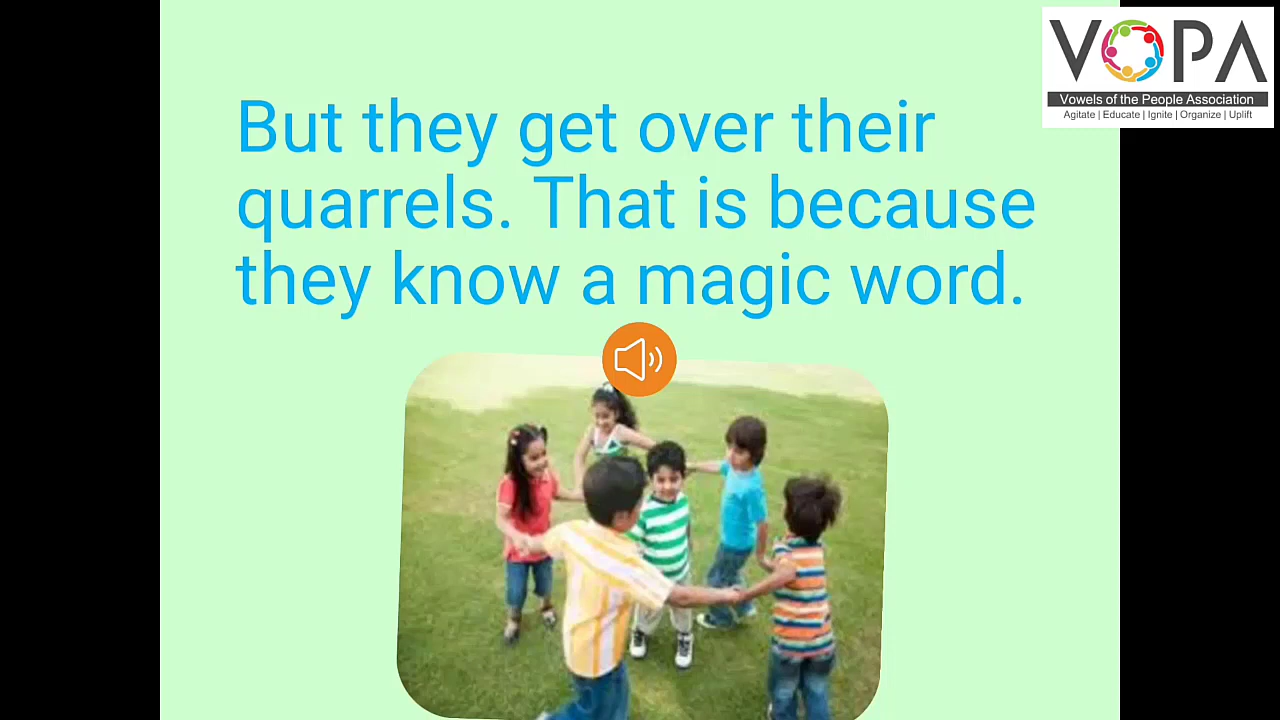 VOPA
Vowels of the People Association
Agitate | Educate | Ignite | Organize | Uplift
But they get over their
quarrels. That is because
they know a magic word.